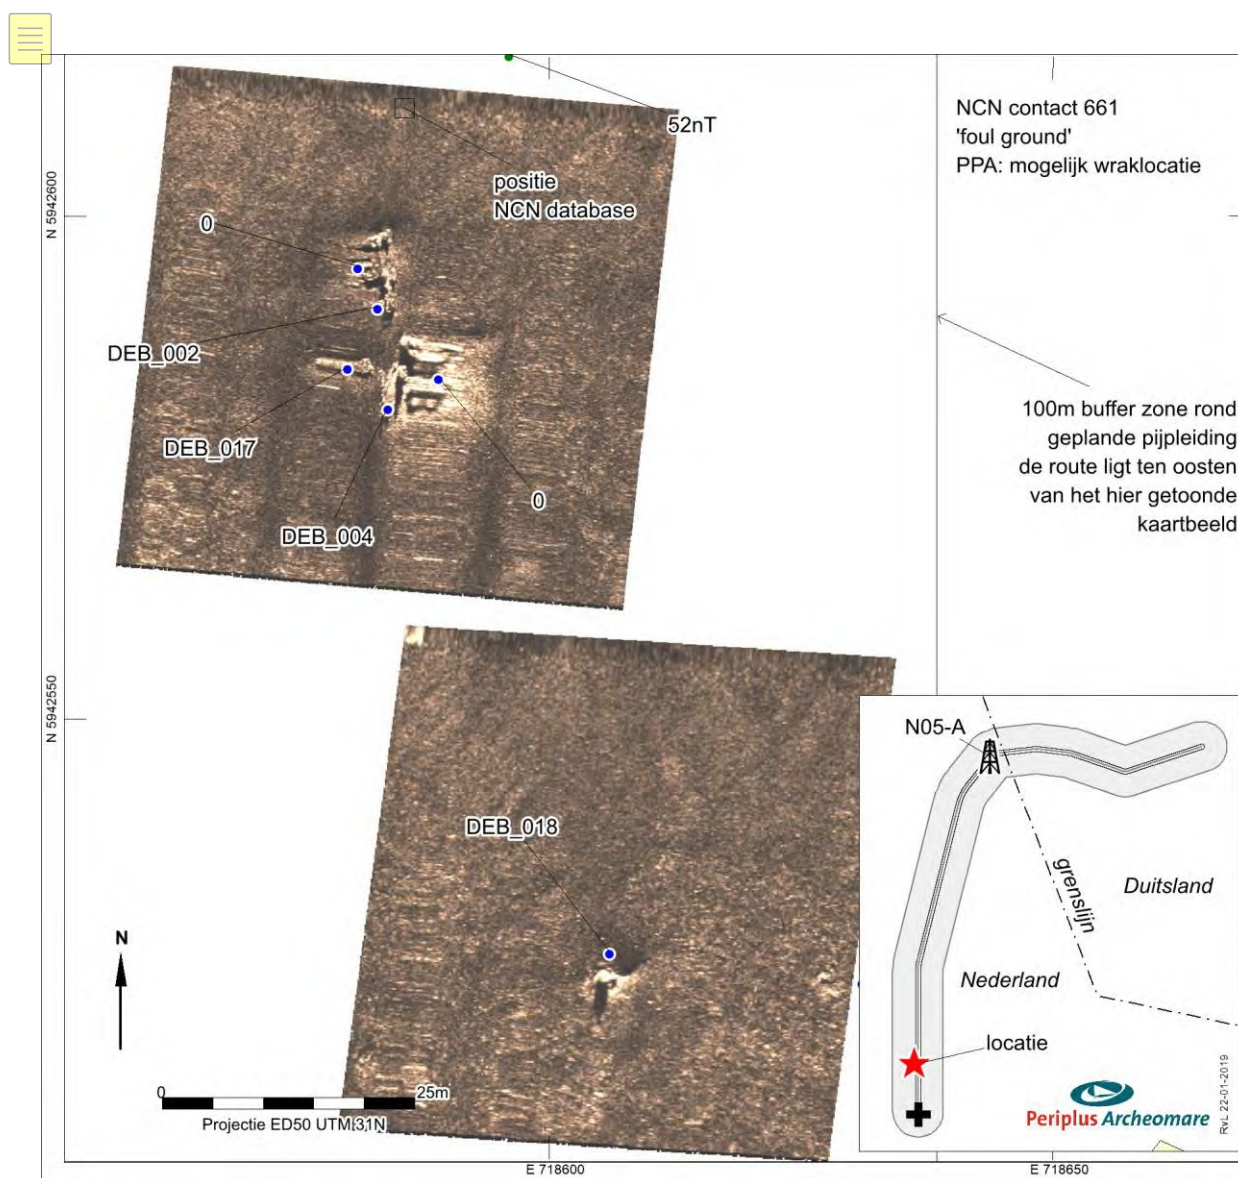 52nT
NCN contact 661
'foul ground'
PPA: mogelijk wraklocatie
positie
NCN database
N 5942600
0
DEB_002
DEB_017
DEB_004
0
100m buffer zone rond
geplande pijpleiding
de route ligt ten oosten
van het hier getoonde
kaartbeeld
N 5942550
DEB_018
N05-A
grenslijn
Duitsland
Nederland
locatie
Periplus Archeomare
RvL 22-01-2019
N
0 25m
Projectie ED50 UTM 31N
E 718600
E 718650